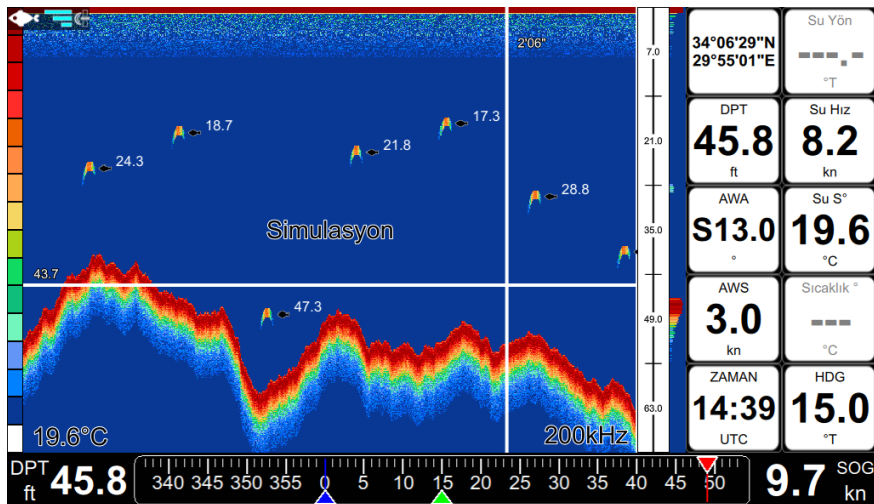 2'06"
7.0
18.7
17.3
24.3
21.8
21.0
28.8
Simulasyon
35.0
43.7
47.3
49.0
63.0
19.6°C
200kHz
34°06'29"N
29°55'01"E
Su Yön
---.-
°T
DPT
45.8
ft
Su Hız
8.2
kn
AWA
S13.0
°
Su S°
19.6
°C
AWS
3.0
kn
Sıcaklık °
---
°C
ZAMAN
14:39
UTC
HDG
15.0
°T
DPT
ft
45.8
340 345 350 355 0 5 10 15 20 25 30 35 40 45 50
9.7
SOG
kn